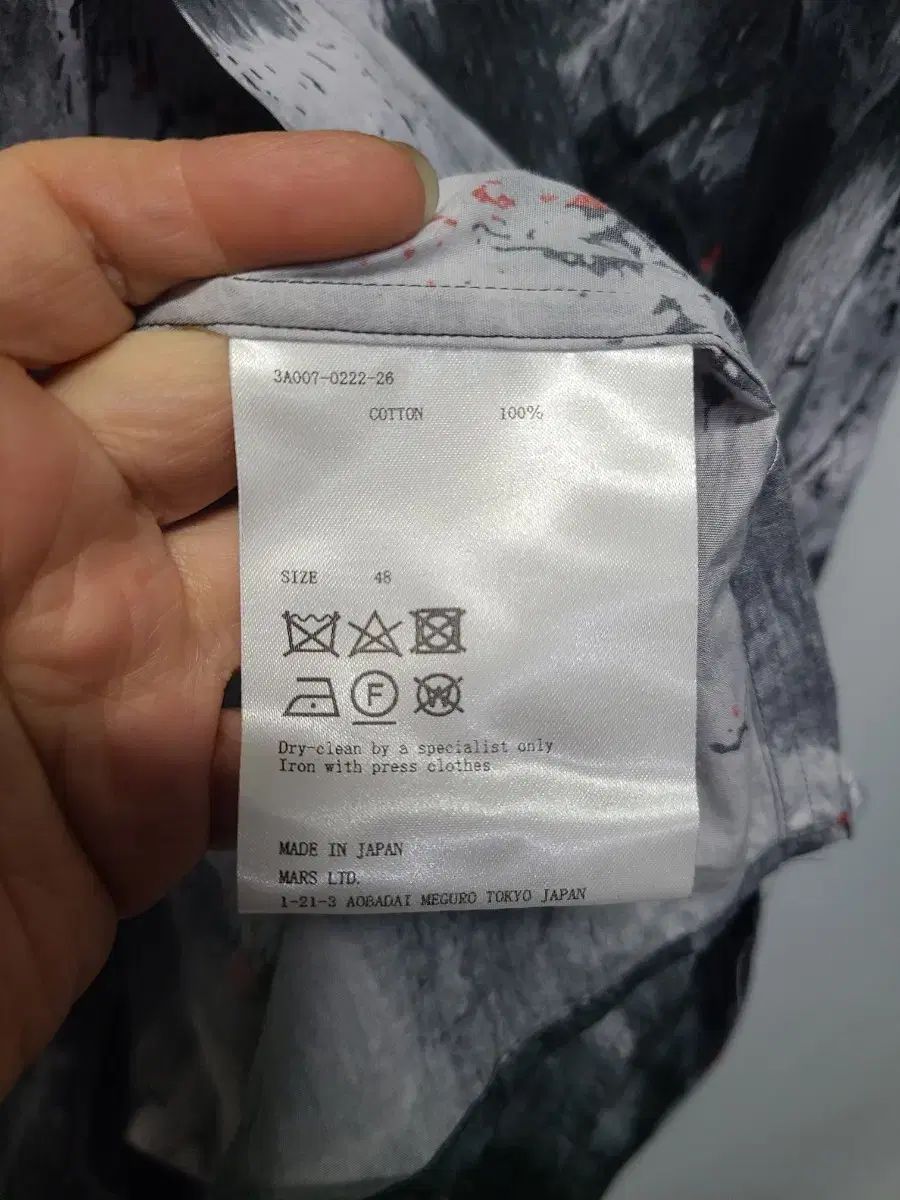 3A007-0222-26
COTTON 100%
SIZE 48
F
W
Dry-clean by a specialist only
Iron with press clothes
MADE IN JAPAN
MARS LTD.
1-21-3 AOBADAI MEGURO TOKYO JAPAN